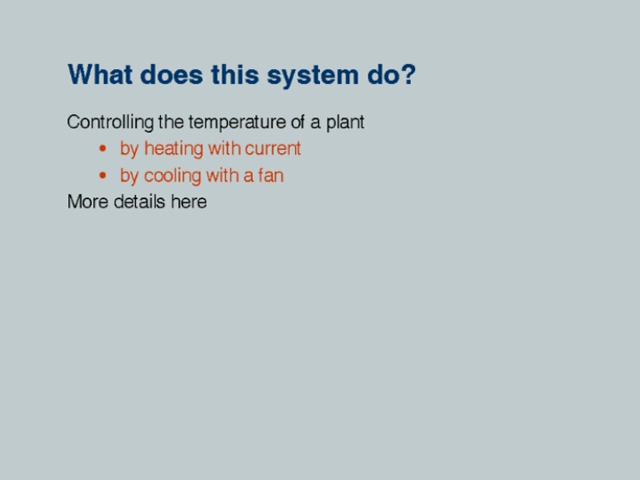 What does this system do?
Controlling the temperature of a plant
• by heating with current
• by cooling with a fan
More details here